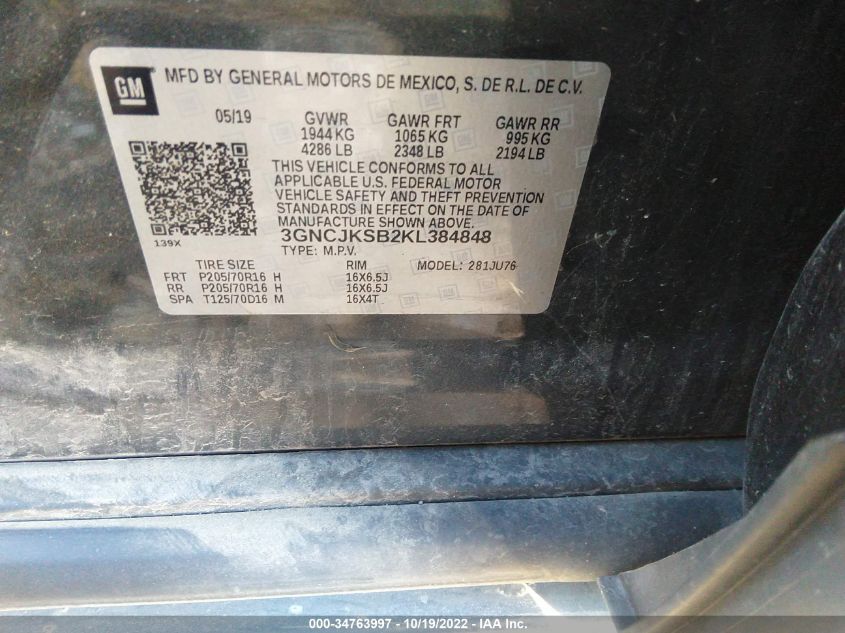 GM
MFD BY GENERAL MOTORS DE MEXICO, S. DE R.L. DE C.V.
05/19 GVWR GAWR FRT GAWR RR
1944 KG 1065 KG 995 KG
4286 LB 2348 LB 2194 LB
THIS VEHICLE CONFORMS TO ALL
APPLICABLE U.S. FEDERAL MOTOR
VEHICLE SAFETY AND THEFT PREVENTION
STANDARDS IN EFFECT ON THE DATE OF
MANUFACTURE SHOWN ABOVE.
139X 3GNCJKSB2KL384848
TYPE: M.P.V. MODEL: 281JU76
TIRE SIZE RIM
FRT P205/70R16 H 16X6.5J
RR P205/70R16 H 16X6.5J
SPA T125/70D16 M 16X4T
000-34763997 - 10/19/2022 - IAA Inc.